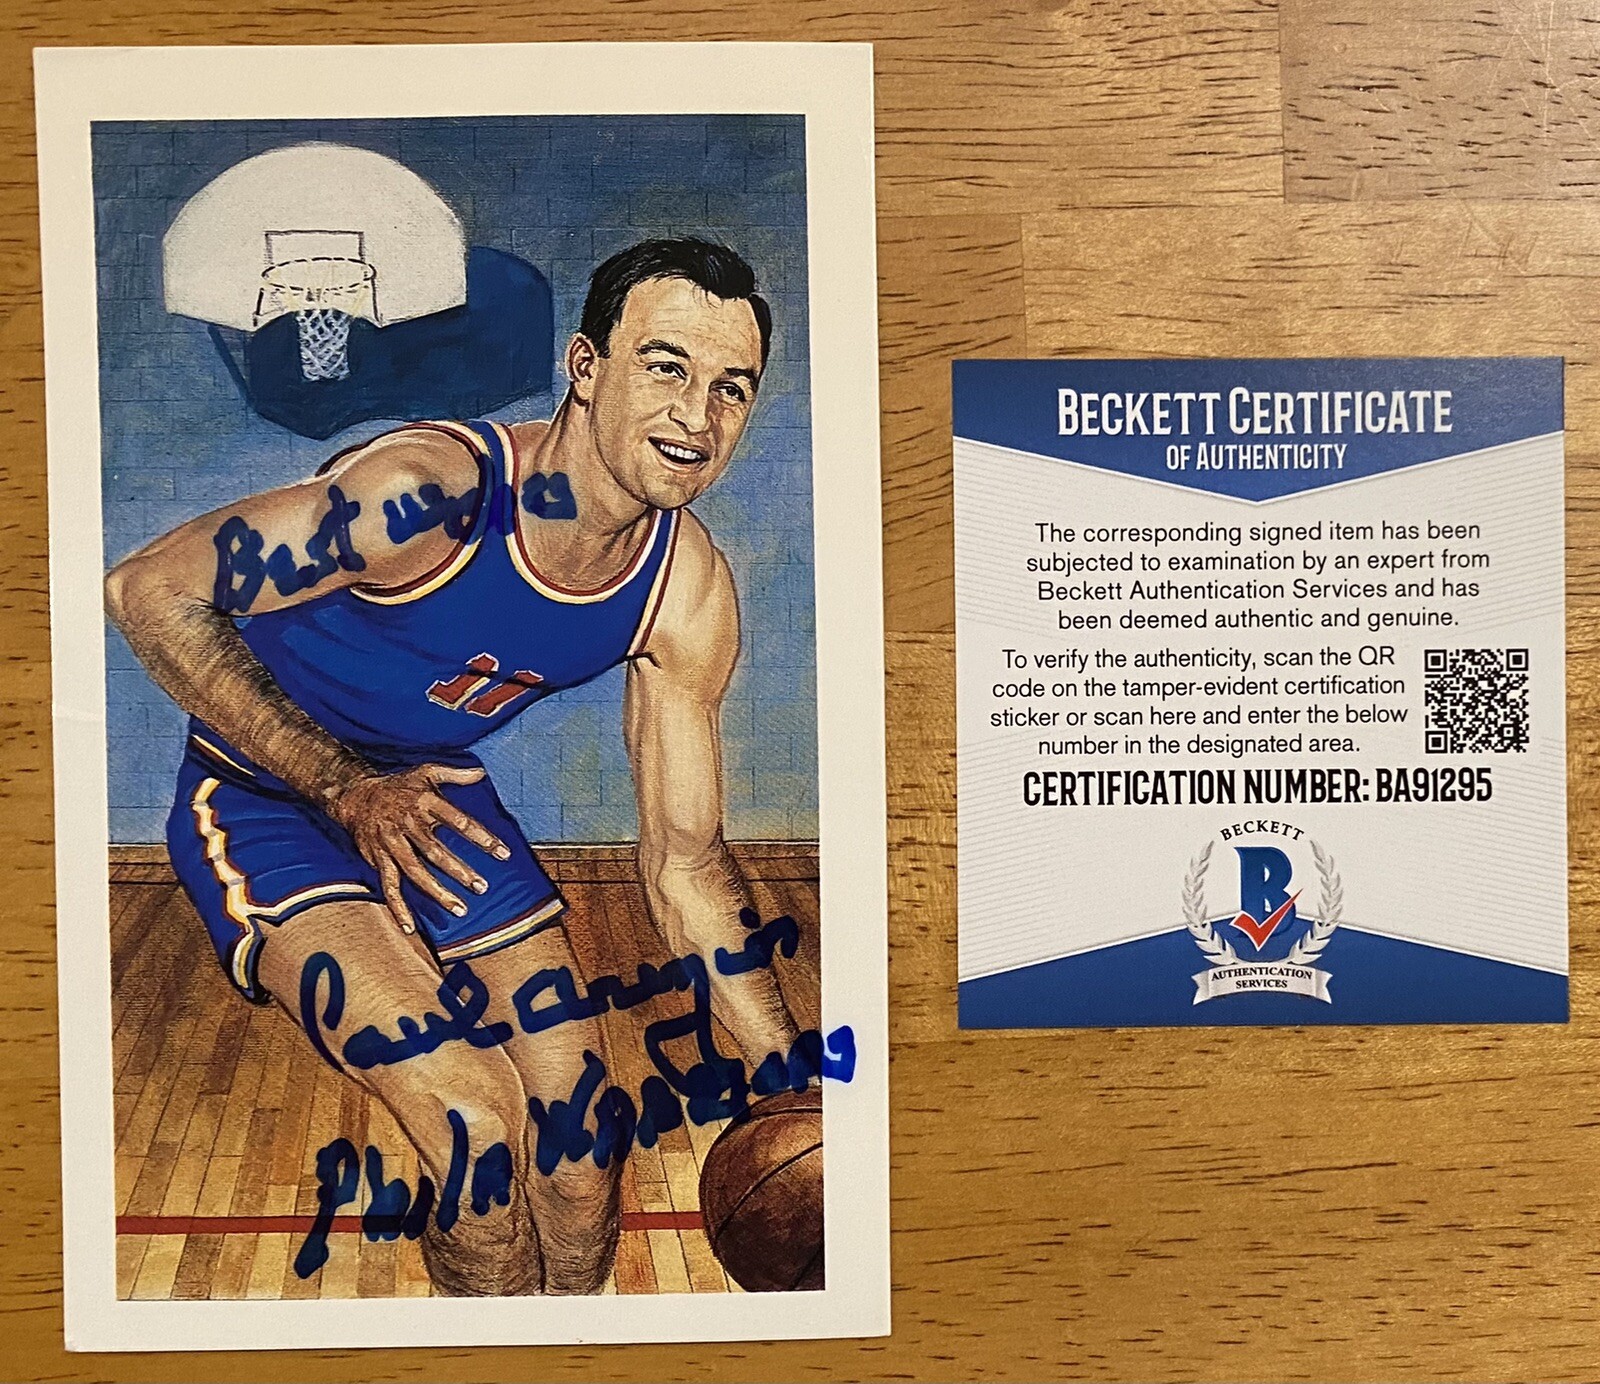 Best wishes
11
Paul Arizin
Phila Warriors
BECKETT CERTIFICATE
OF AUTHENTICITY
The corresponding signed item has been
subjected to examination by an expert from
Beckett Authentication Services and has
been deemed authentic and genuine.
To verify the authenticity, scan the QR
code on the tamper-evident certification
sticker or scan here and enter the below
number in the designated area.
CERTIFICATION NUMBER: BA91295
BECKETT
B
AUTHENTICATION
SERVICES